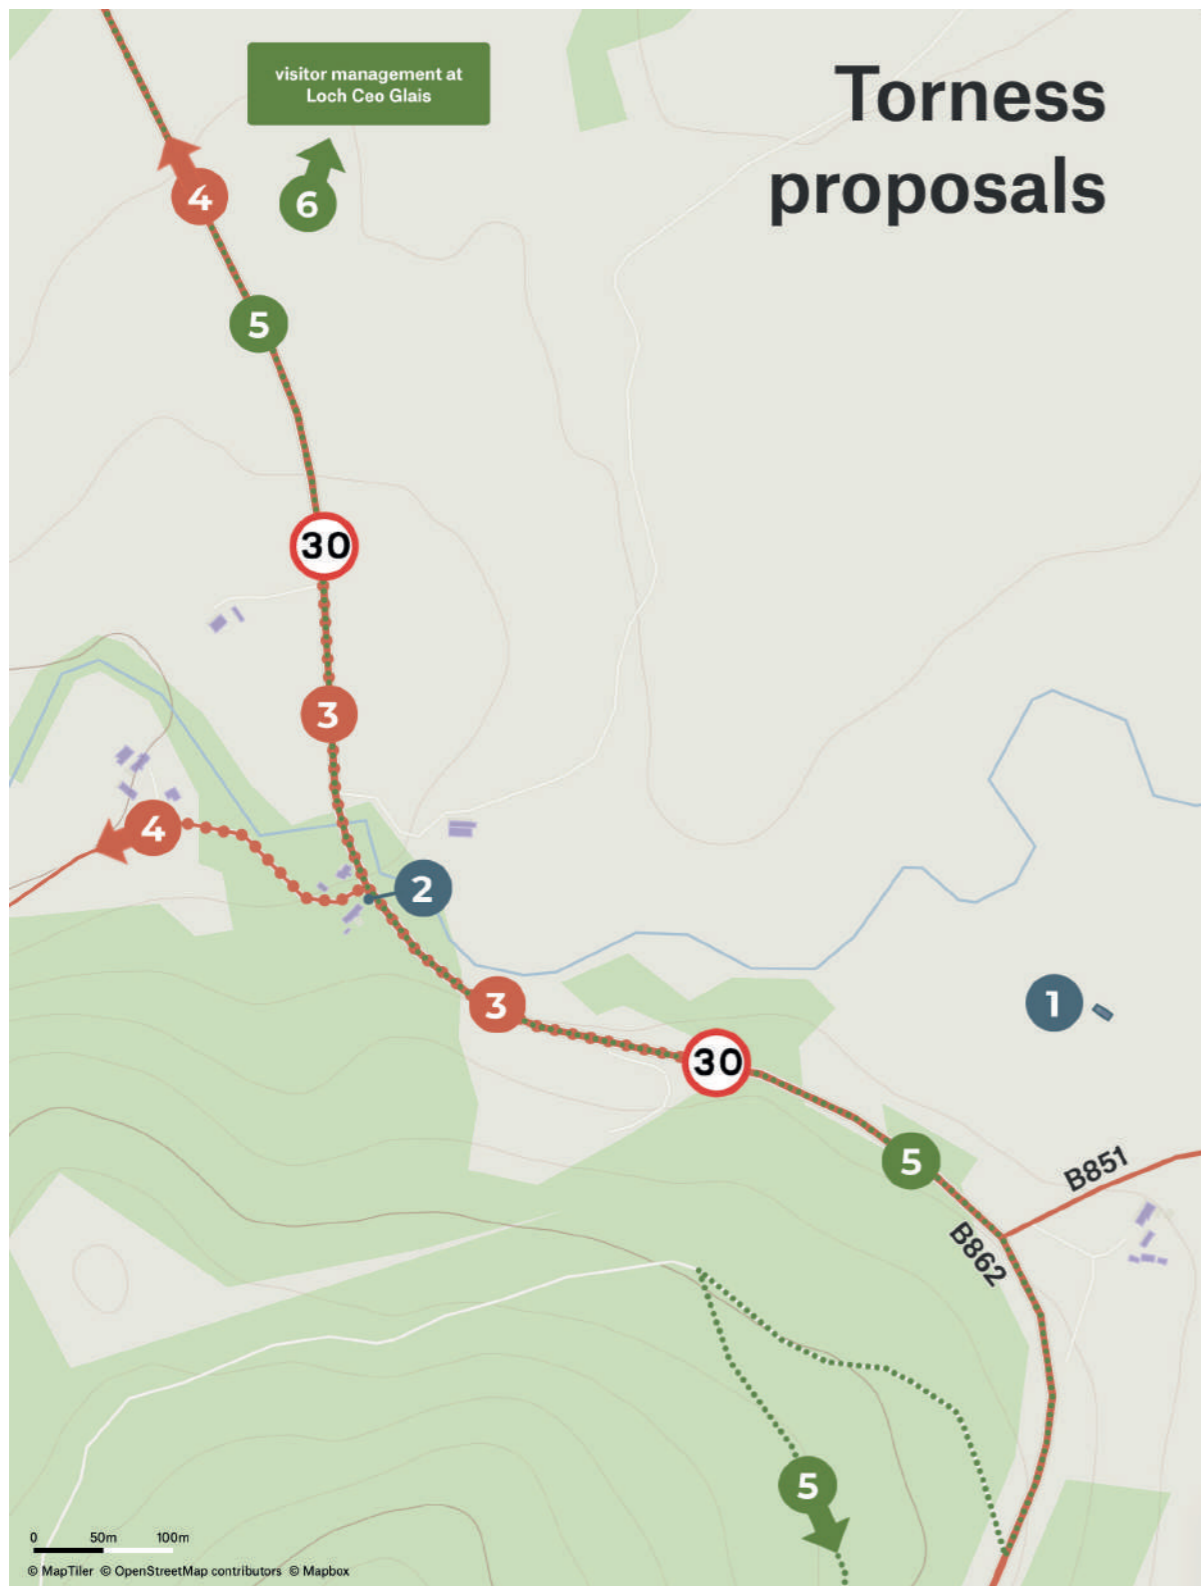 visitor management at
Loch Ceo Glais
Torness
proposals
4
6
5
30
3
4
2
3
1
30
5
B851
B862
5
0 50m 100m
© MapTiler © OpenStreetMap contributors © Mapbox